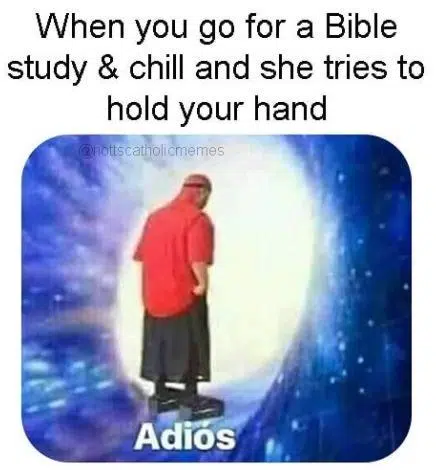 When you go for a Bible
study & chill and she tries to
hold your hand
@nottscatholicmemes
Adiós